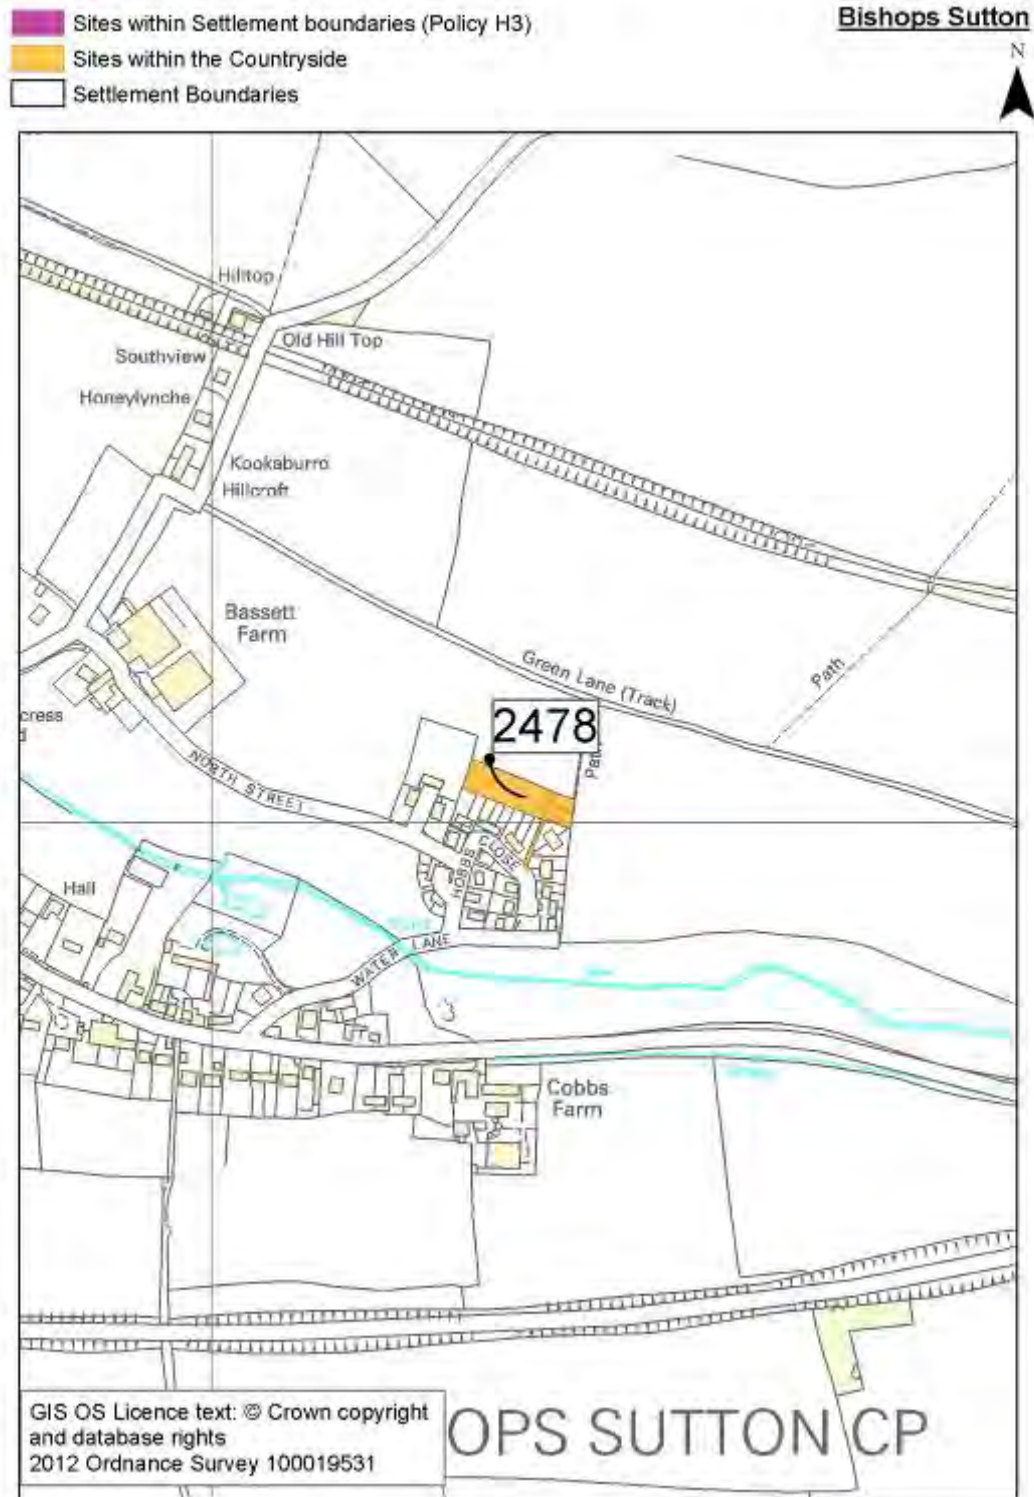 Sites within Settlement boundaries (Policy H3)
Bishops Sutton
Sites within the Countryside
N
Settlement Boundaries
Hilltop
Old Hill Top
Southview
Honeylynche
Kookaburra
Hillcroft
Bassett
Farm
Green Lane (Track)
Path
cress
2478
Path
NORTH STREET
HOBBS
CLOSE
Hall
WATER LANE
Cobbs
Farm
OPS SUTTON CP
GIS OS Licence text: © Crown copyright
and database rights
2012 Ordnance Survey 100019531